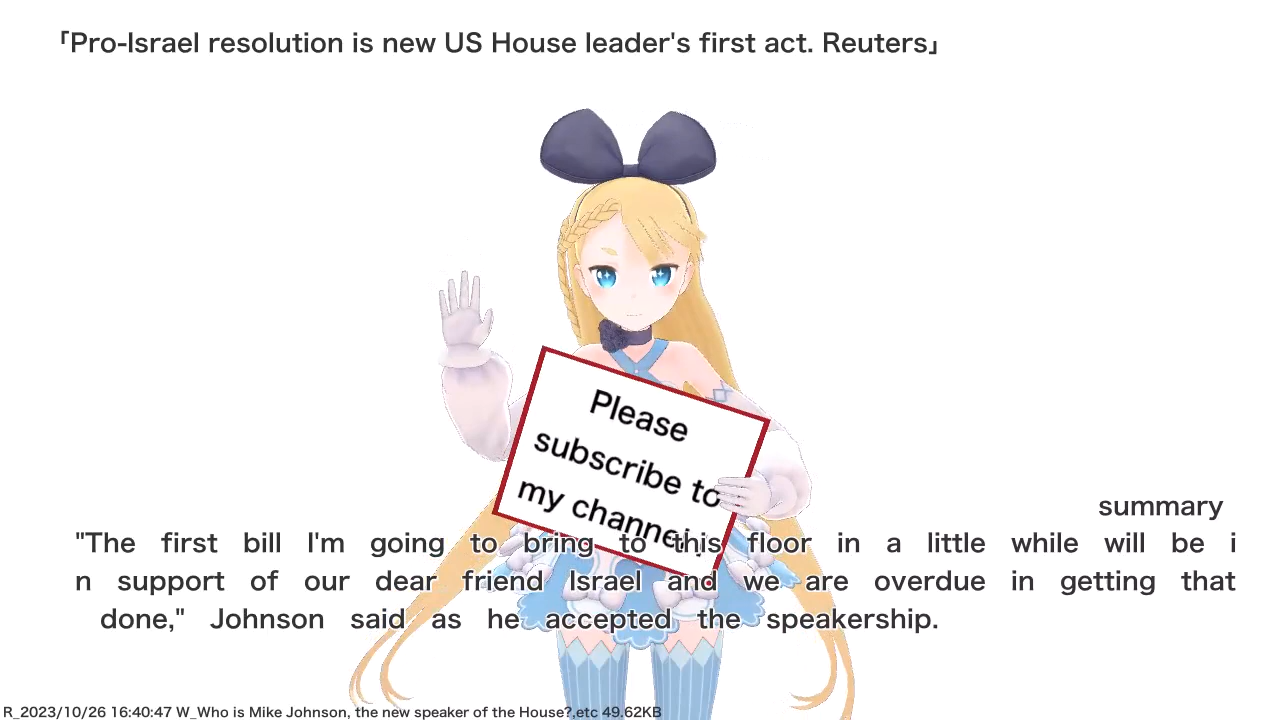 「Pro-Israel resolution is new US House leader's first act. Reuters」
Please
subscribe to
my channel
summary
"The first bill I'm going to bring to this floor in a little while will be i
n support of our dear friend Israel and we are overdue in getting that
done," Johnson said as he accepted the speakership.
R_2023/10/26 16:40:47 W_Who is Mike Johnson, the new speaker of the House?,etc 49.62KB